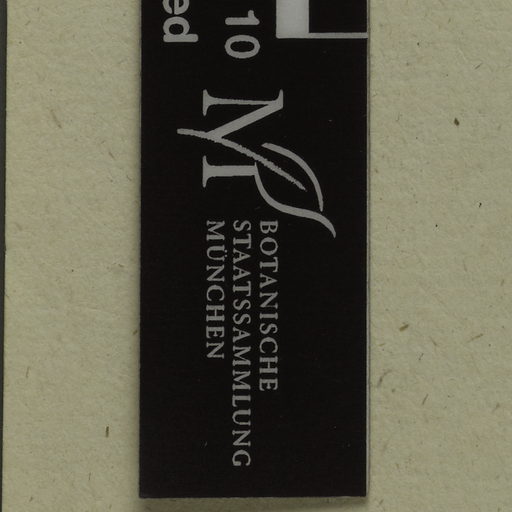 ed
10
M
BOTANISCHE
STAATSSAMMLUNG
MÜNCHEN